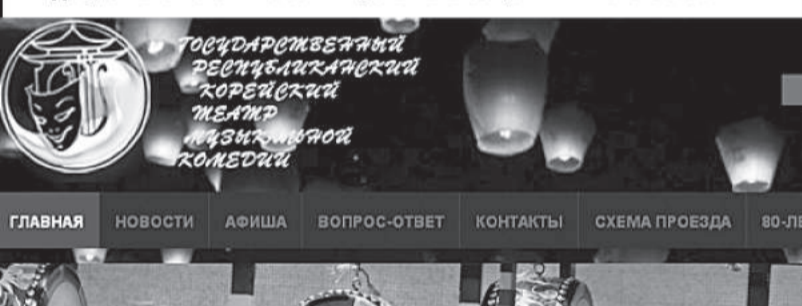 ГОСУДАРСТВЕННЫЙ
РЕСПУБЛИКАНСКИЙ
КОРЕЙСКИЙ
ТЕАТР
МУЗЫКАЛЬНОЙ
КОМЕДИИ
ГЛАВНАЯ НОВОСТИ АФИША ВОПРОС-ОТВЕТ КОНТАКТЫ СХЕМА ПРОЕЗДА